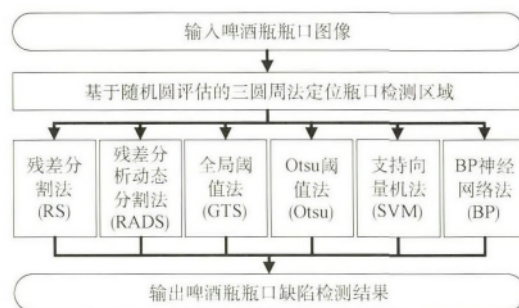 输入啤酒瓶瓶口图像
基于随机圆评估的三圆周法定位瓶口检测区域
残差分
割法
(RS)
残差分
析动态
分割法
(RADS)
全局阈
值法
(GTS)
Otsu阈
值法
(Otsu)
支持向
量机法
(SVM)
BP神经
网络法
(BP)
输出啤酒瓶瓶口缺陷检测结果